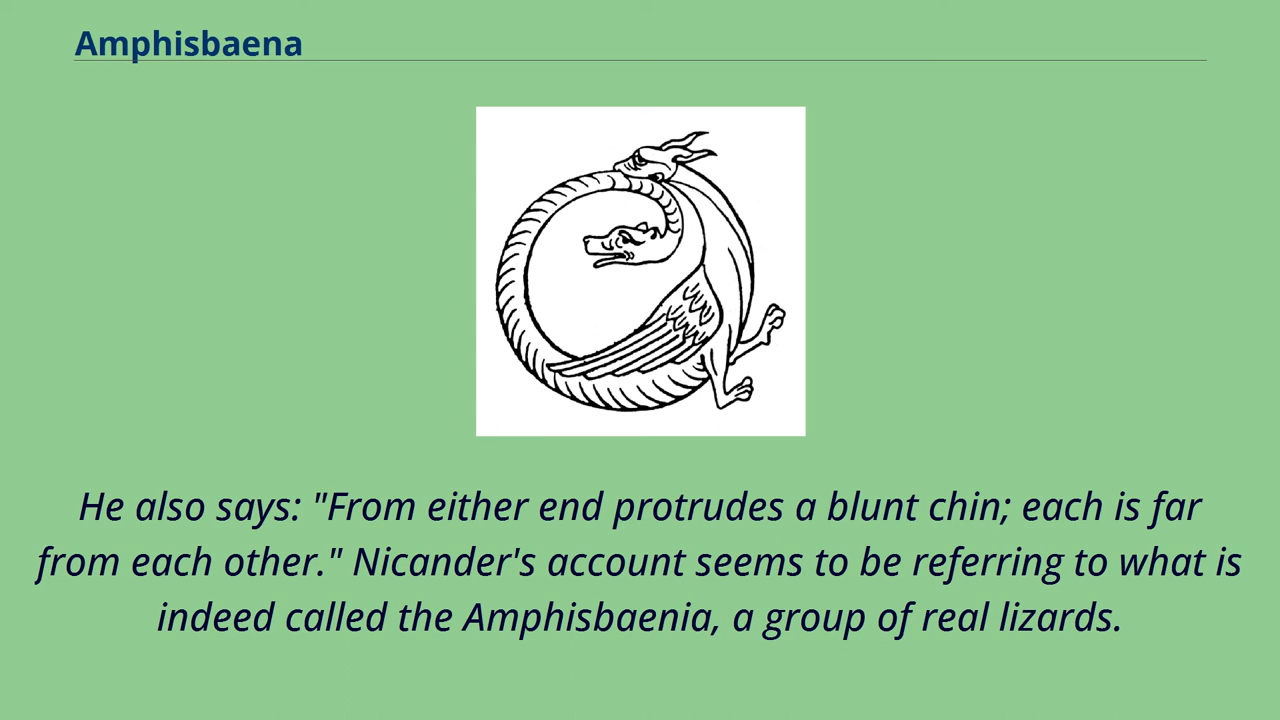 Amphisbaena
He also says: "From either end protrudes a blunt chin; each is far
from each other." Nicander's account seems to be referring to what is
indeed called the Amphisbaenia, a group of real lizards.